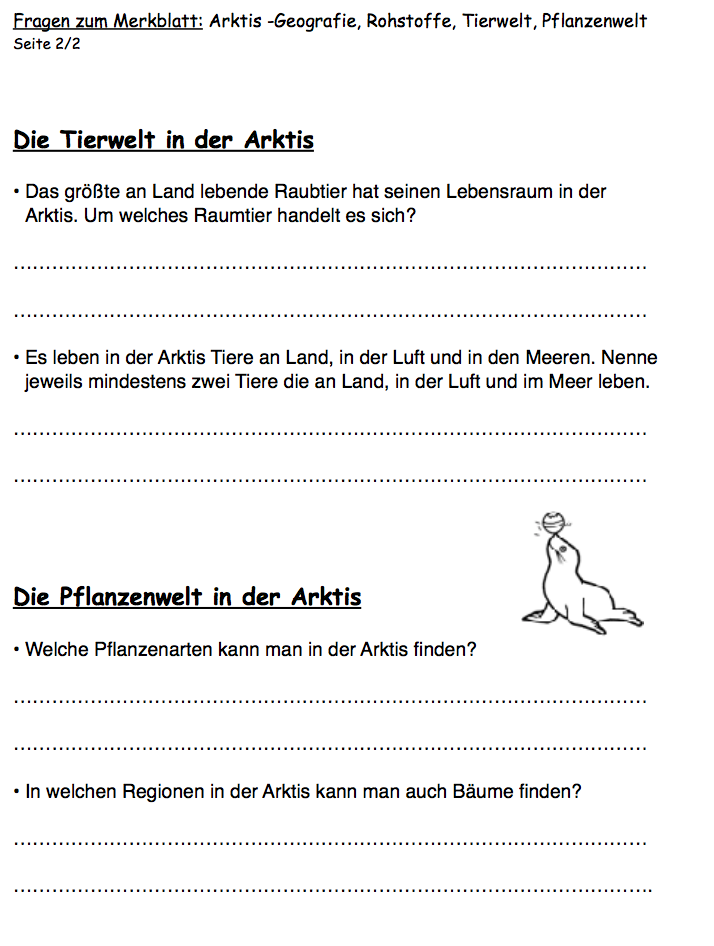 Fragen zum Merkblatt: Arktis -Geografie, Rohstoffe, Tierwelt, Pflanzenwelt
Seite 2/2
Die Tierwelt in der Arktis
• Das größte an Land lebende Raubtier hat seinen Lebensraum in der
Arktis. Um welches Raumtier handelt es sich?
……………………………………………………………………………………………
……………………………………………………………………………………………
• Es leben in der Arktis Tiere an Land, in der Luft und in den Meeren. Nenne
jeweils mindestens zwei Tiere die an Land, in der Luft und im Meer leben.
……………………………………………………………………………………………
……………………………………………………………………………………………
Die Pflanzenwelt in der Arktis
• Welche Pflanzenarten kann man in der Arktis finden?
……………………………………………………………………………………………
……………………………………………………………………………………………
• In welchen Regionen in der Arktis kann man auch Bäume finden?
……………………………………………………………………………………………
…………………………………………………………………………………………….